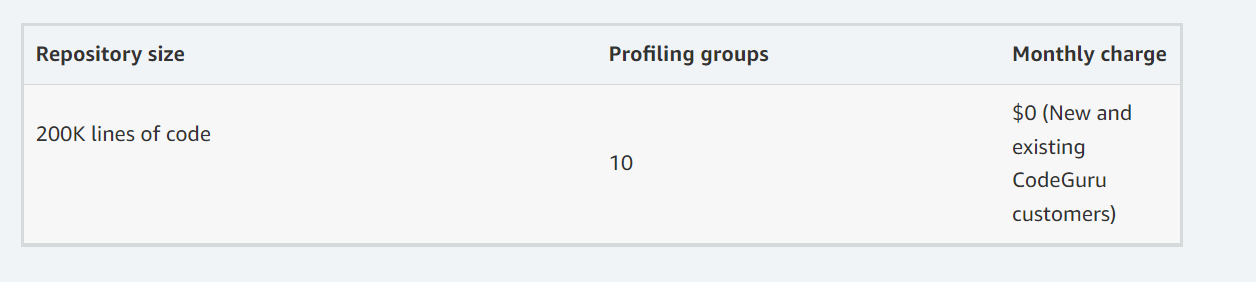 Repository size Profiling groups Monthly charge
200K lines of code
10
$0 (New and
existing
CodeGuru
customers)